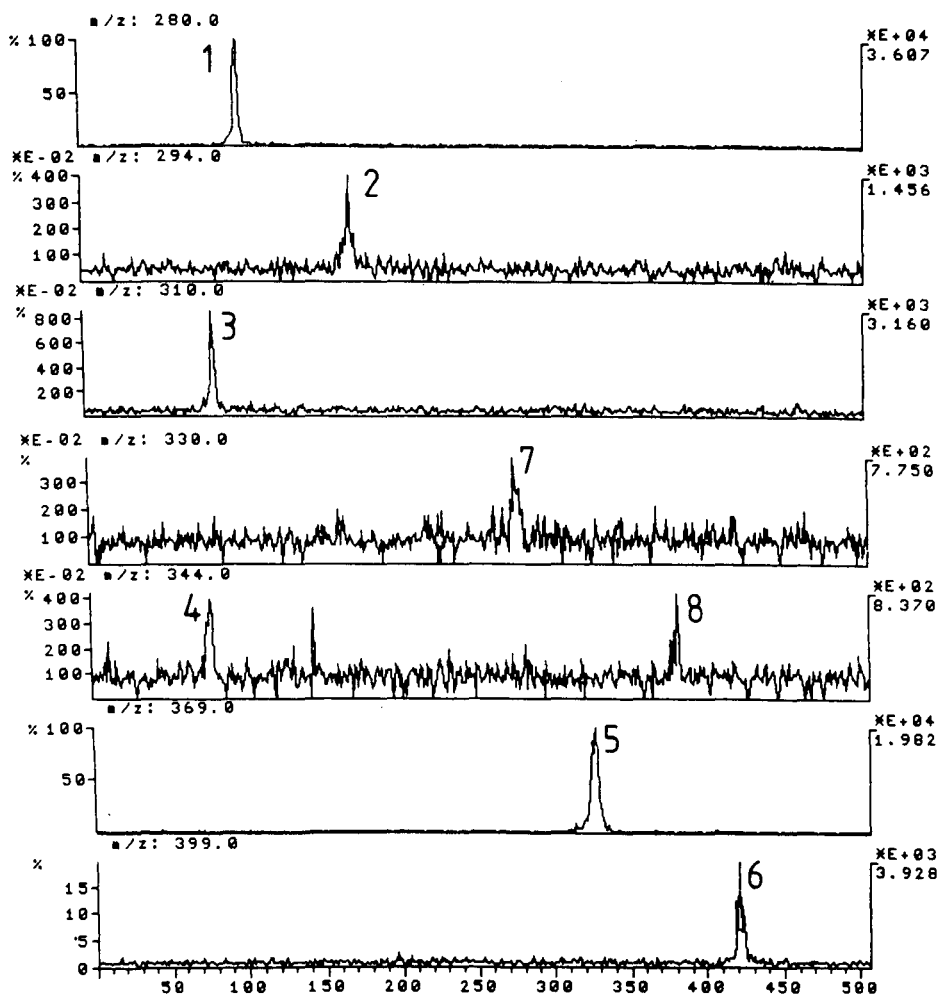 m/z: 280.0
% 100
50
1
*E+04
3.607
*E-02 m/z: 294.0
% 400
300
200
100
2
*E+03
1.456
*E-02 m/z: 310.0
% 800
600
400
200
3
*E+03
3.160
*E-02 m/z: 330.0
%
300
200
100
7
*E+02
7.750
*E-02 m/z: 344.0
% 400
300
200
100
4
8
*E+02
8.370
m/z: 369.0
% 100
50
5
*E+04
1.982
m/z: 399.0
%
15
10
5
0
6
*E+03
3.928
50 100 150 200 250 300 350 400 450 500